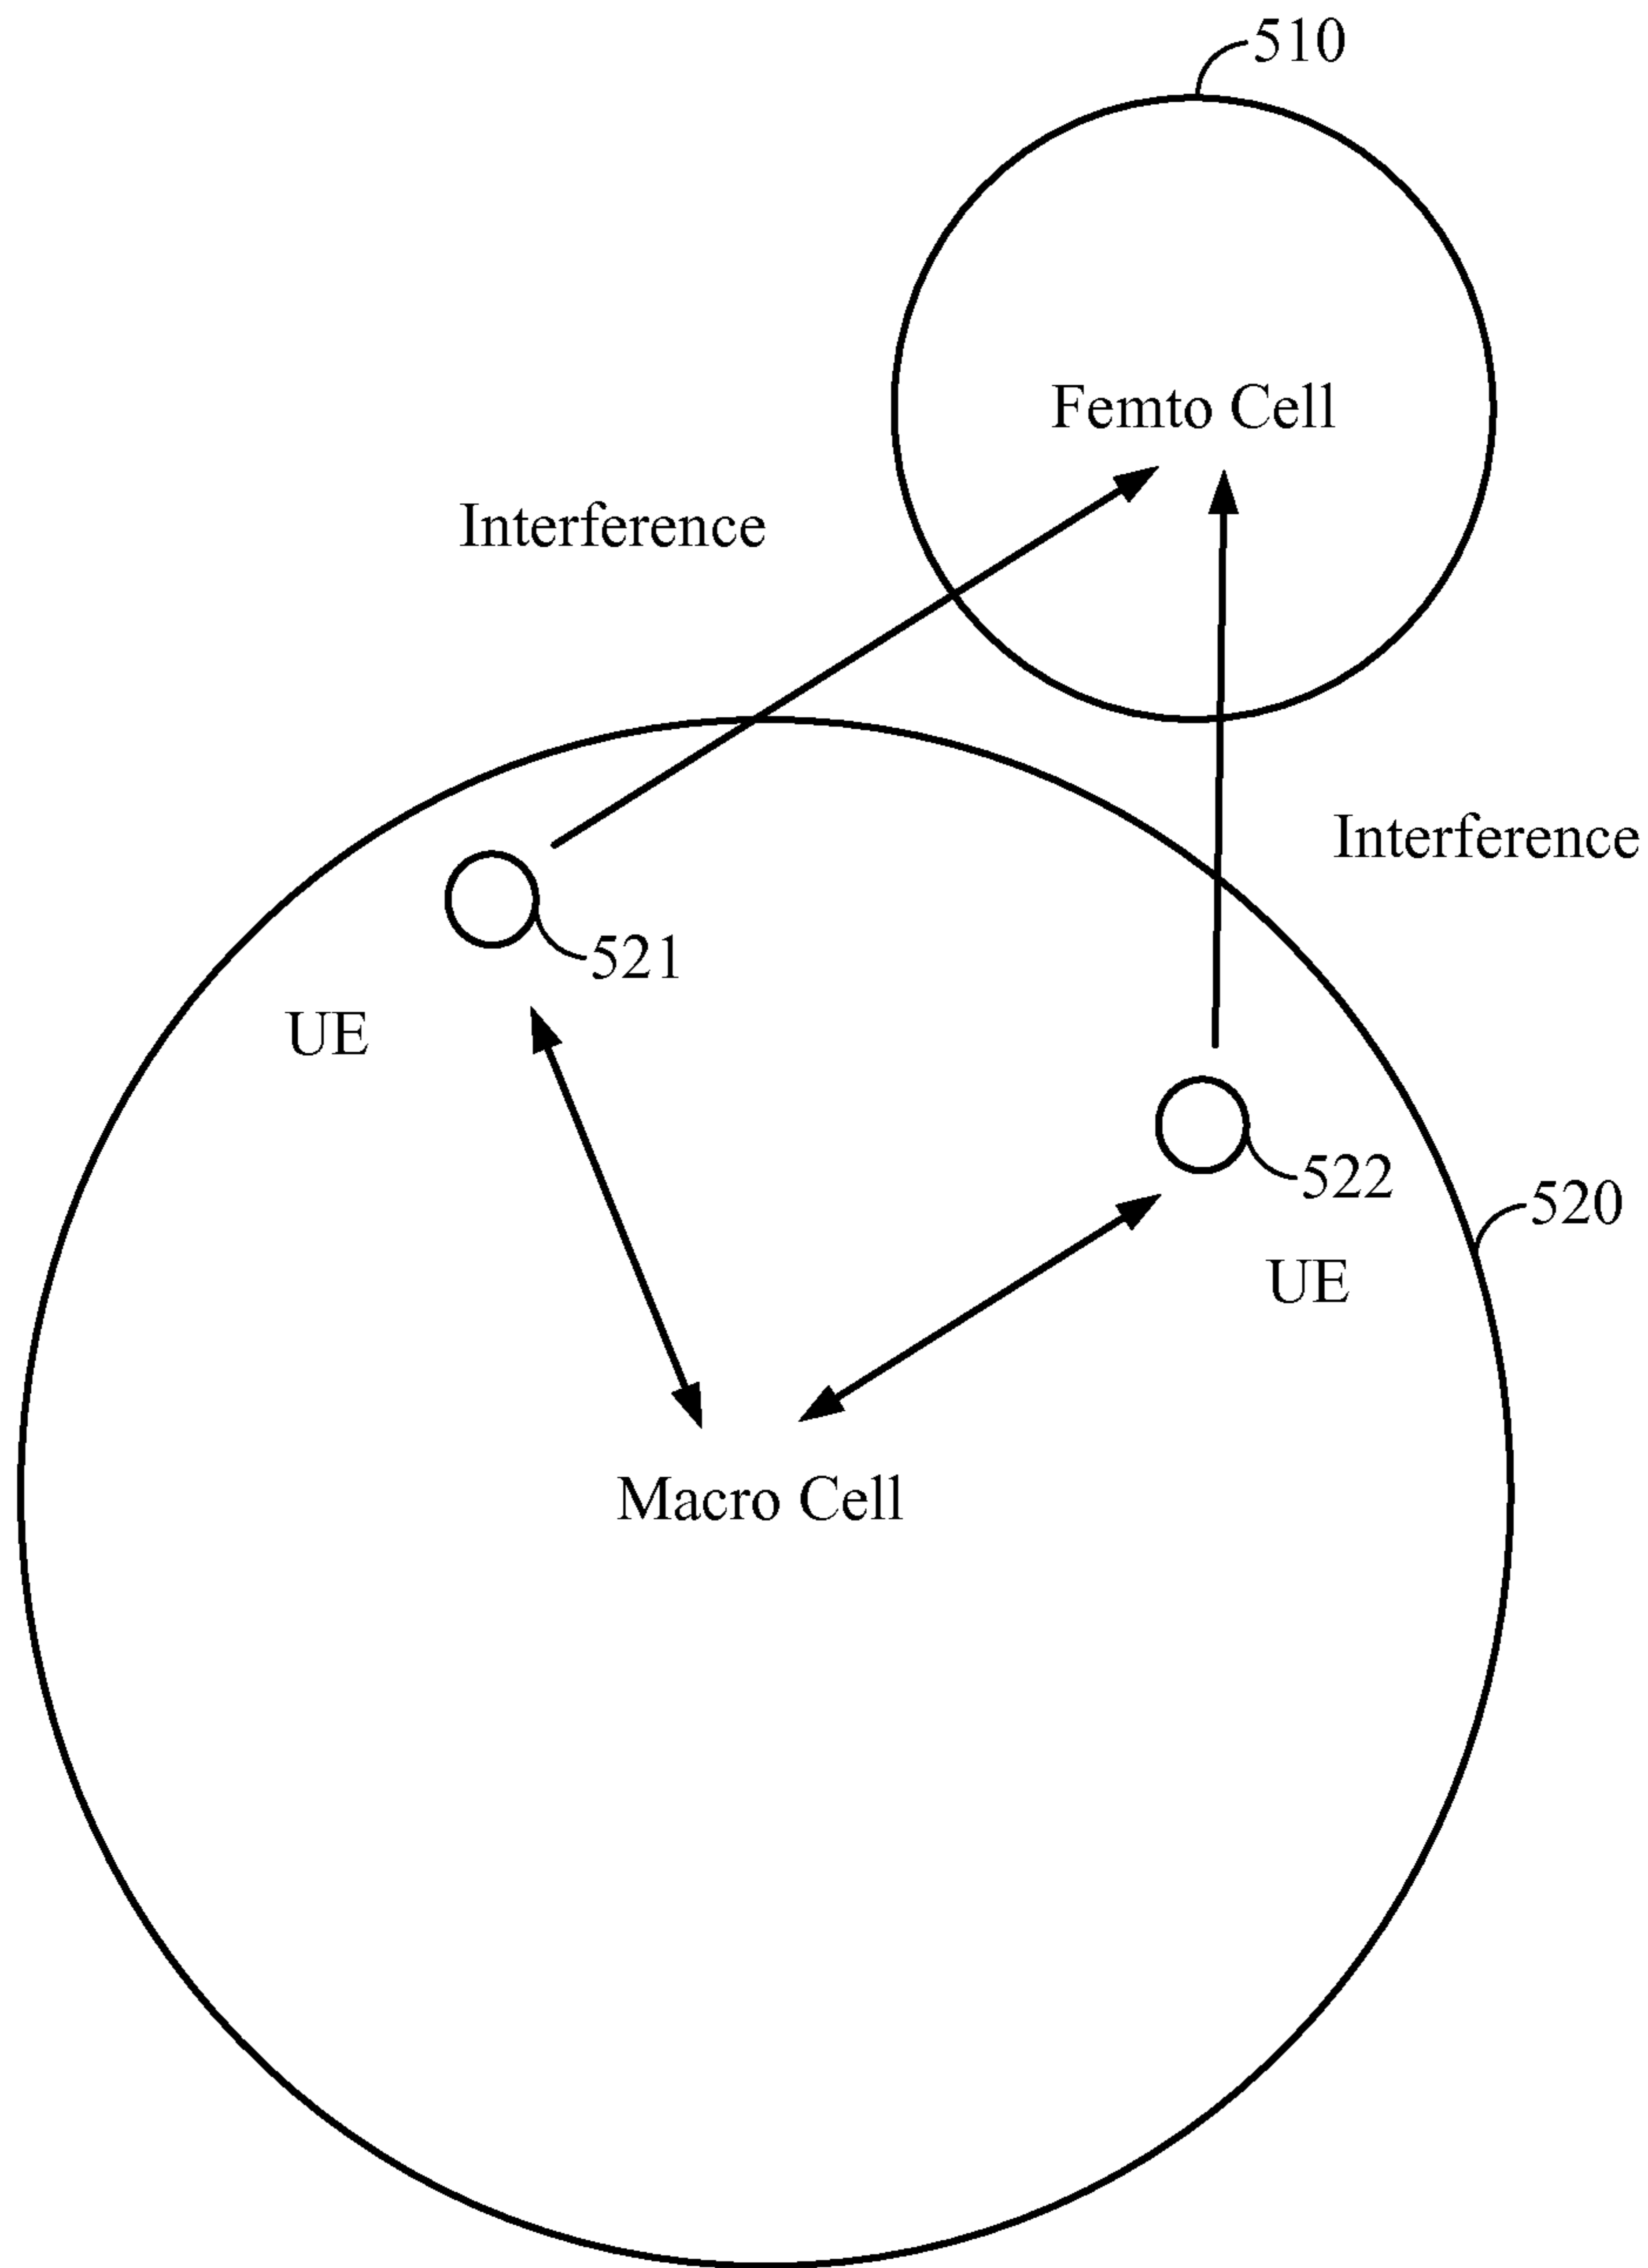 510
Femto Cell
Interference
Interference
521
UE
522
520
UE
Macro Cell